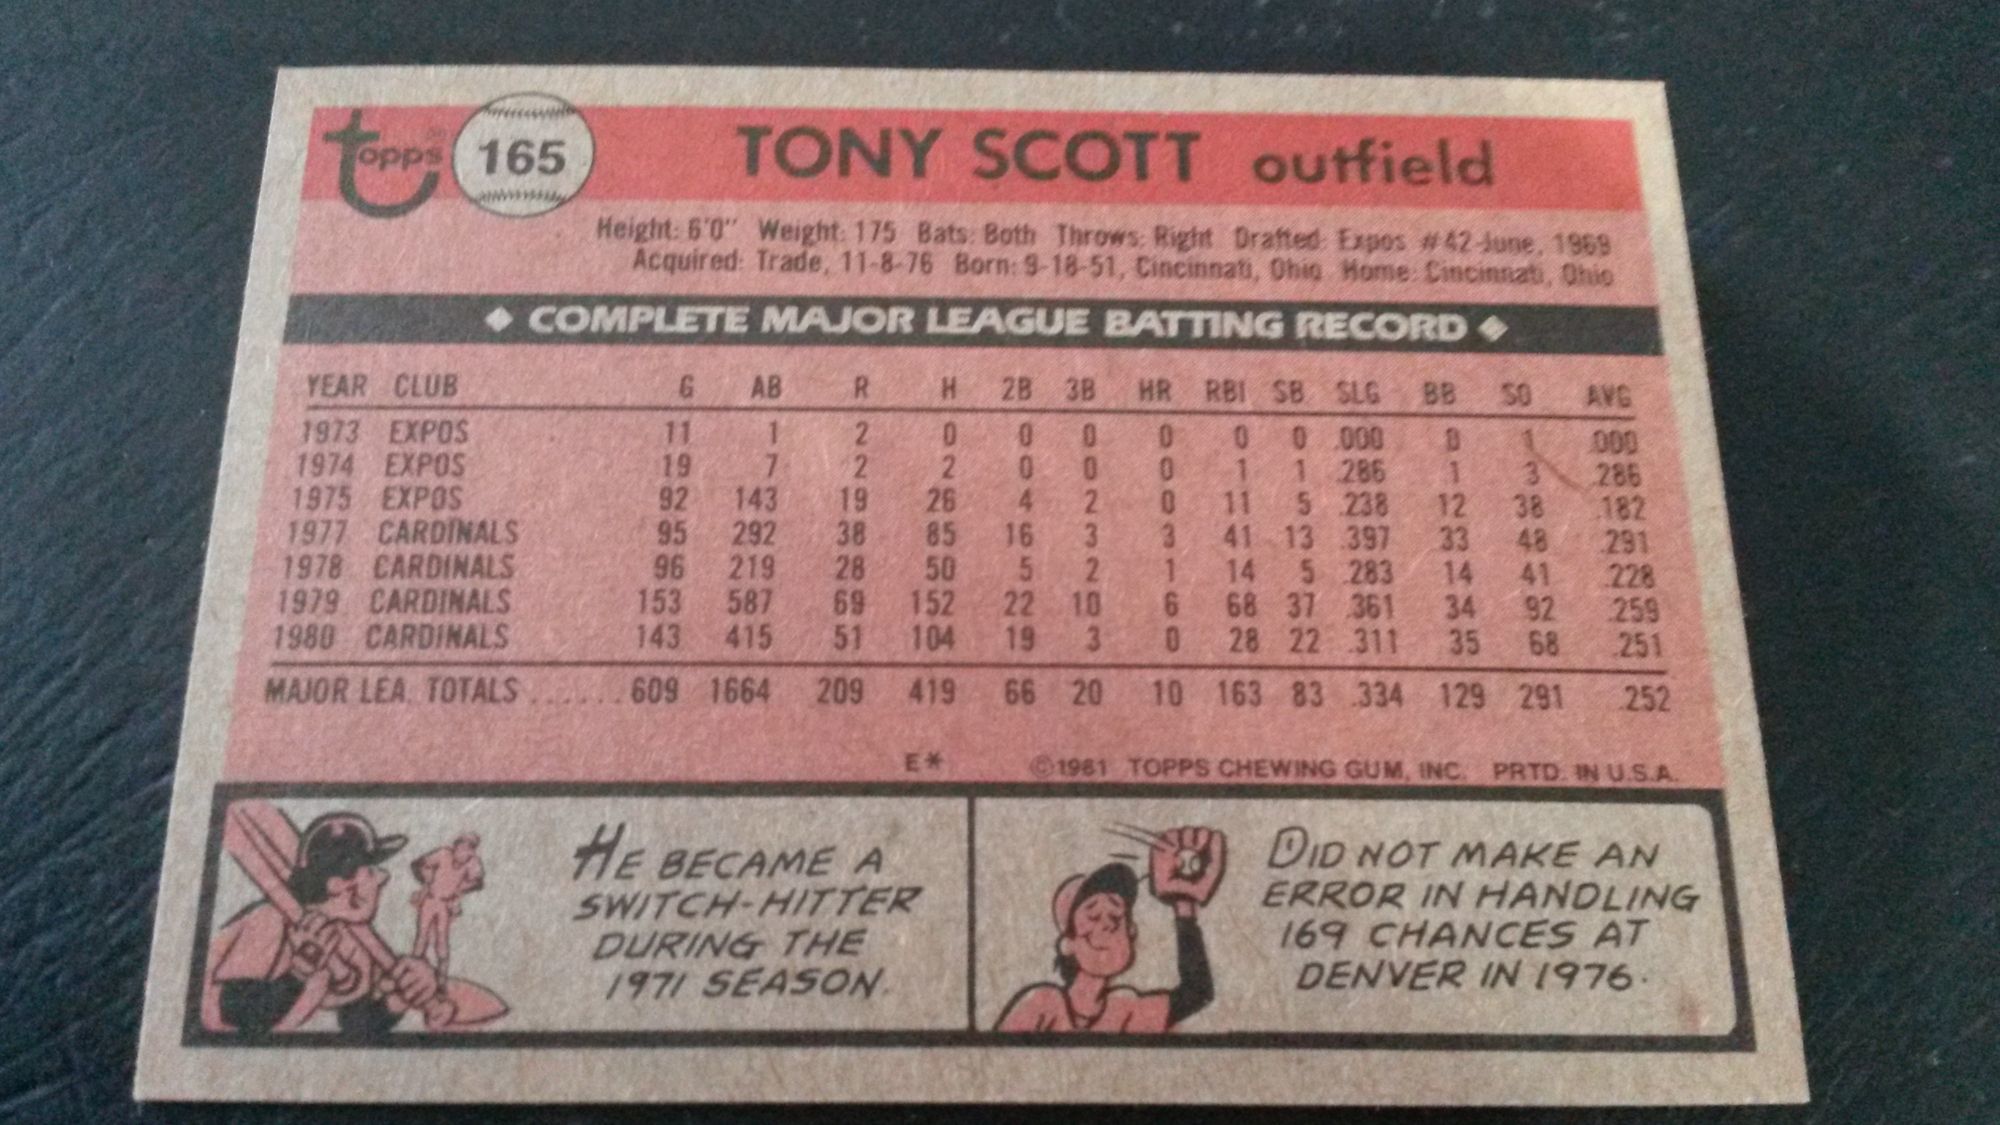 topps 165 TONY SCOTT outfield
Height: 6'0" Weight: 175 Bats: Both Throws: Right Drafted: Expos #42-June, 1969
Acquired: Trade, 11-8-76 Born: 9-18-51, Cincinnati, Ohio Home: Cincinnati, Ohio
◆ COMPLETE MAJOR LEAGUE BATTING RECORD ◆
YEAR CLUB G AB R H 2B 3B HR RBI SB SLG BB SO AVG
1973 EXPOS 11 1 2 0 0 0 0 0 0 .000 0 1 .000
1974 EXPOS 19 7 2 2 0 0 0 1 1 .286 1 3 .286
1975 EXPOS 92 143 19 26 4 2 0 11 5 .238 12 38 .182
1977 CARDINALS 95 292 38 85 16 3 3 41 13 .397 33 48 .291
1978 CARDINALS 96 219 28 50 5 2 1 14 5 .283 14 41 .228
1979 CARDINALS 153 587 69 152 22 10 6 68 37 .361 34 92 .259
1980 CARDINALS 143 415 51 104 19 3 0 28 22 .311 35 68 .251
MAJOR LEA. TOTALS ...... 609 1664 209 419 66 20 10 163 83 .334 129 291 .252
E* ©1981 TOPPS CHEWING GUM, INC. PRTD. IN U.S.A.
HE BECAME A
SWITCH-HITTER
DURING THE
1971 SEASON.
DID NOT MAKE AN
ERROR IN HANDLING
169 CHANCES AT
DENVER IN 1976.